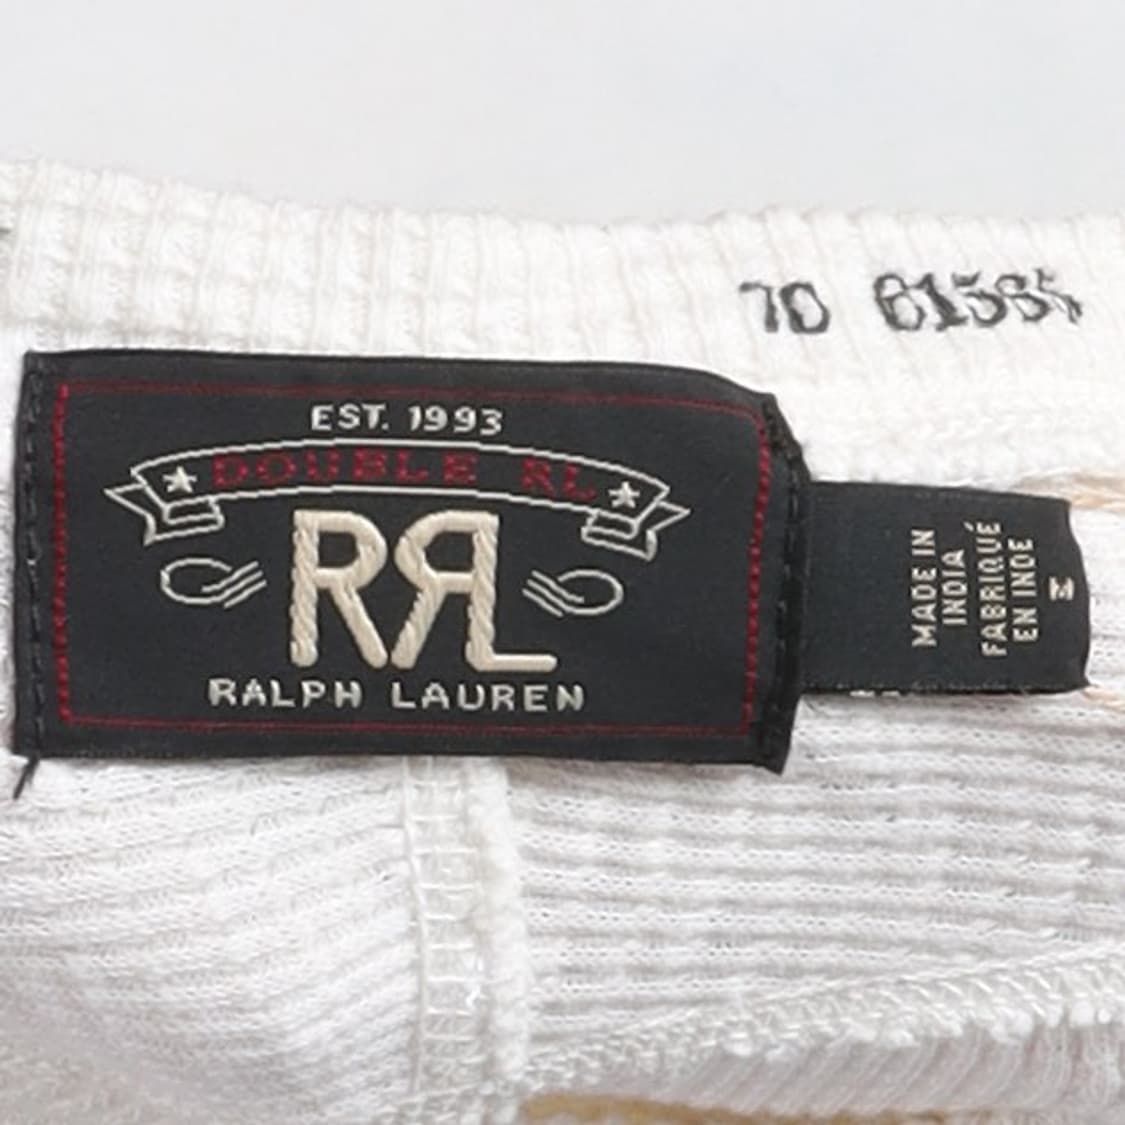 70
EST. 1993
DOUBLE RL
RRL
RALPH LAUREN
MADE IN
INDIA
FABRIQUÉ
EN INDE
M